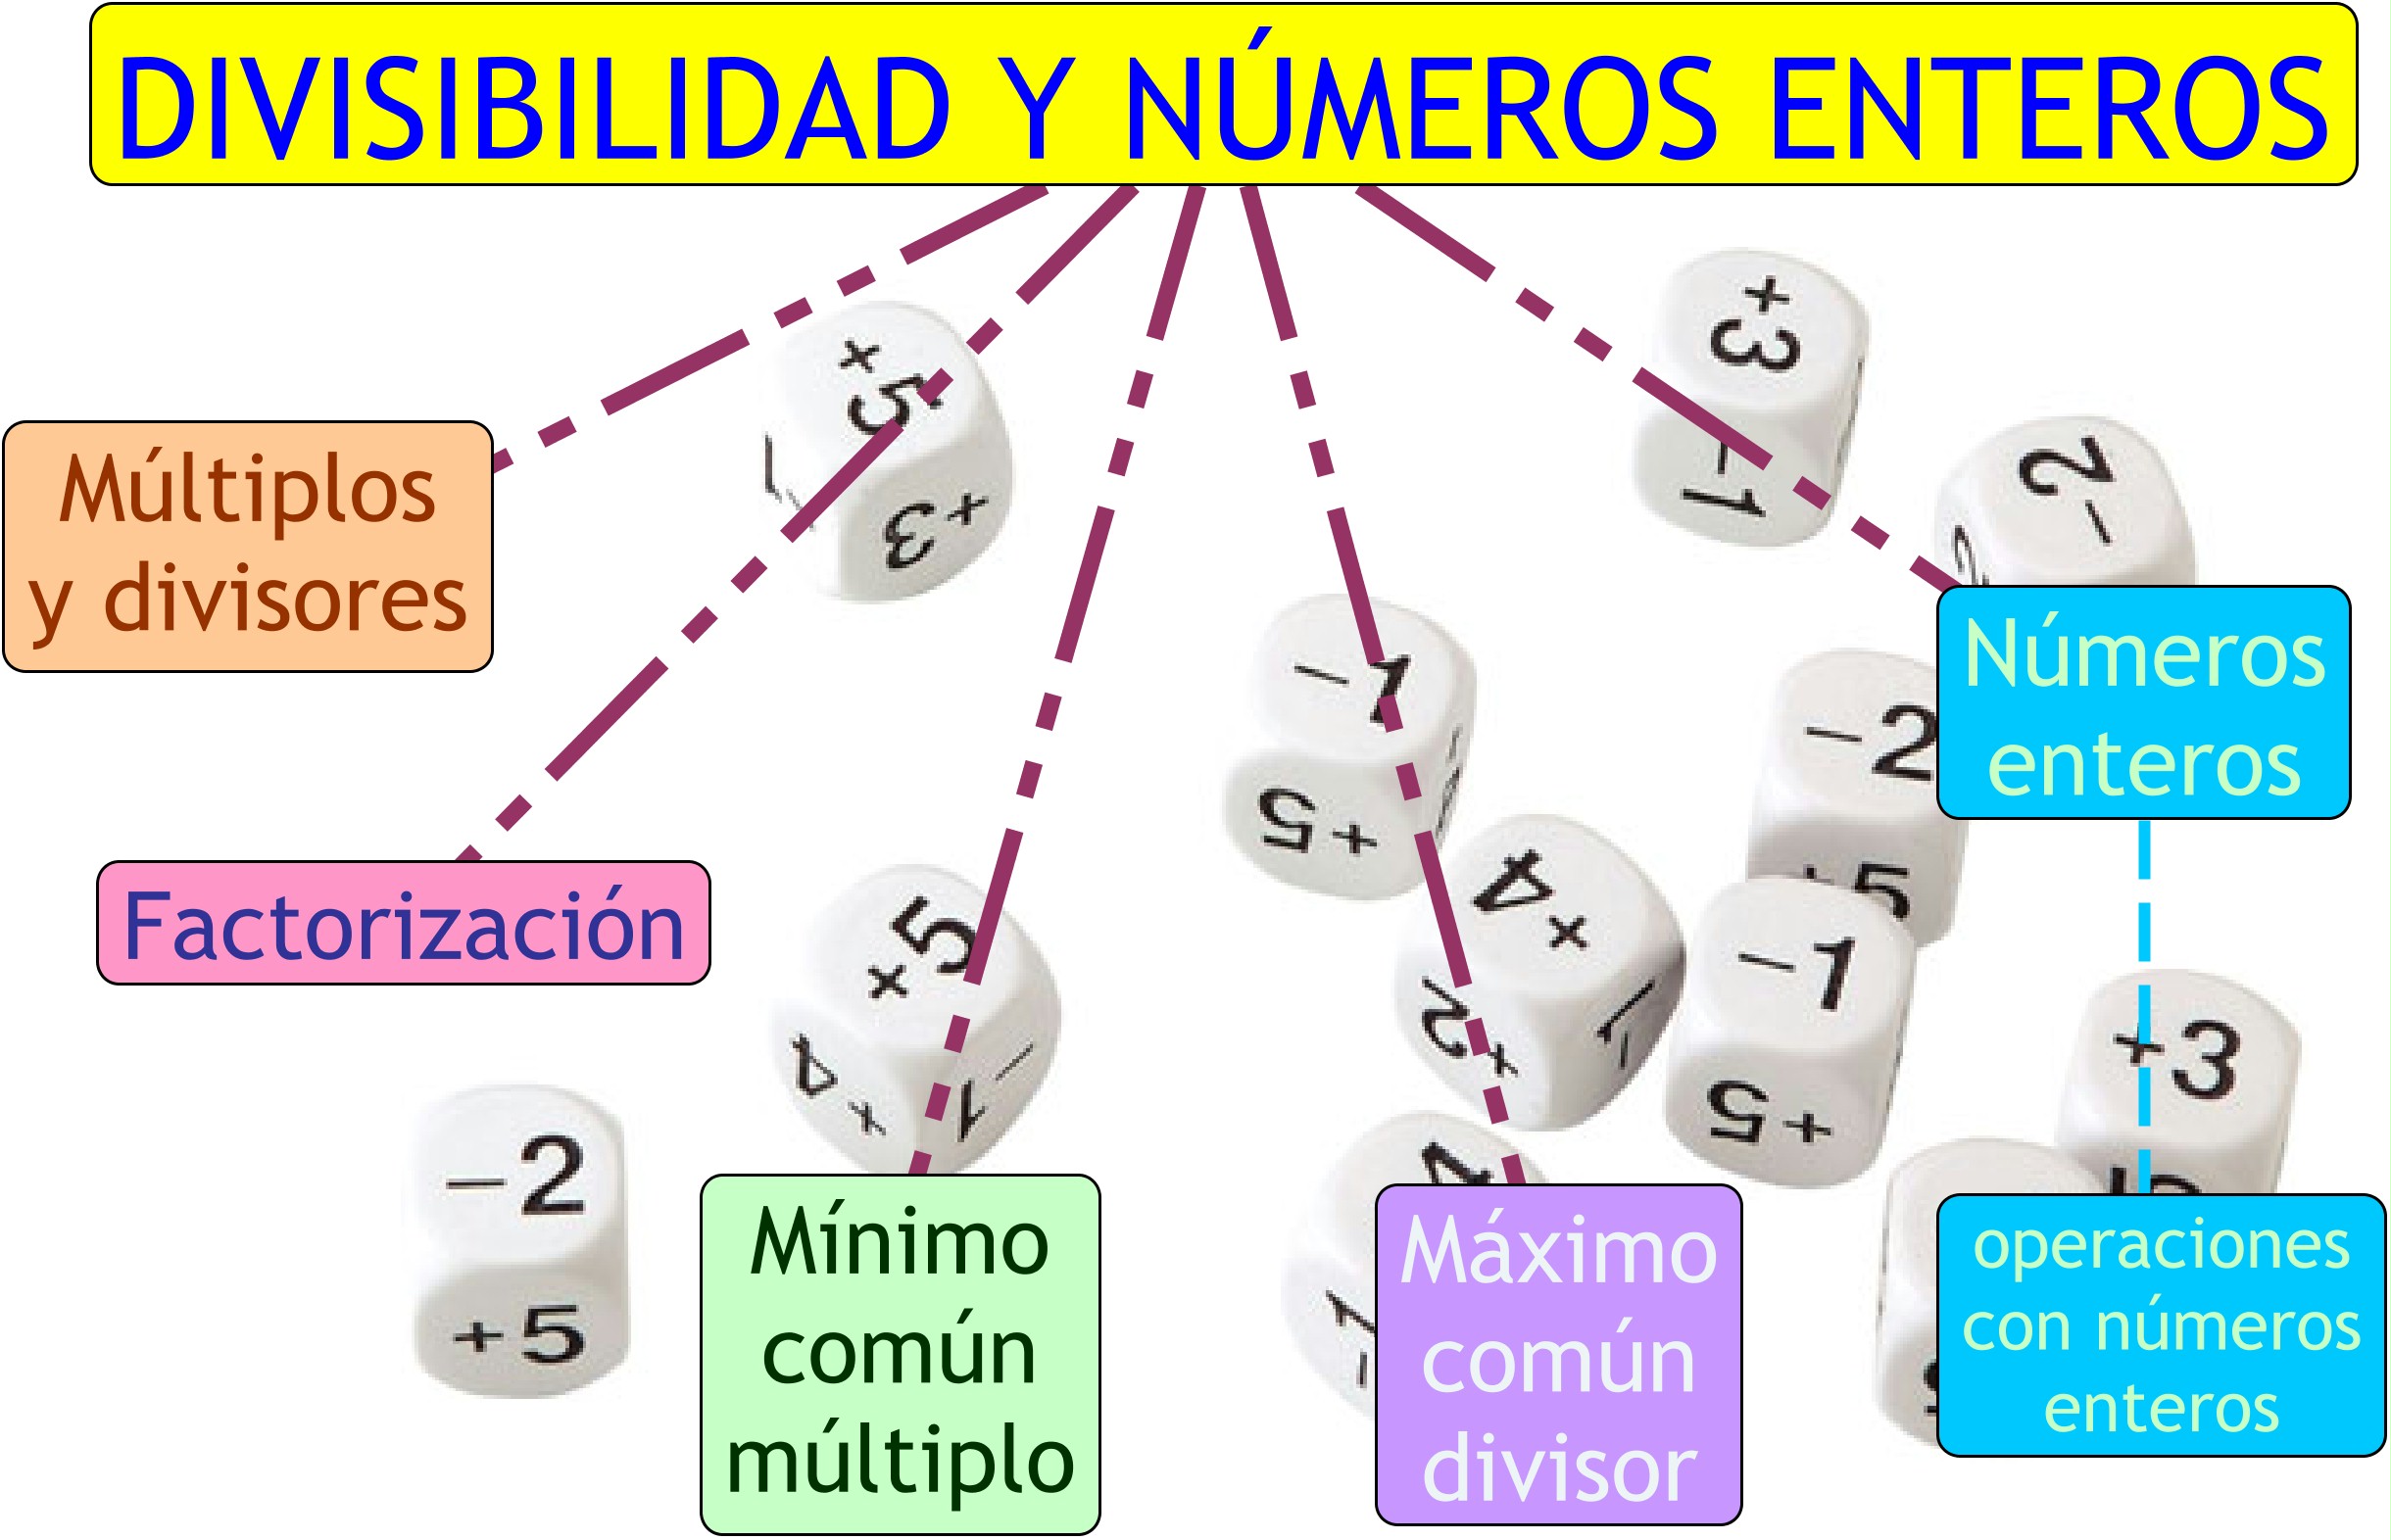 DIVISIBILIDAD Y NÚMEROS ENTEROS
+3
-1
+5
+3
-2
Múltiplos
y divisores
Números
enteros
-1
+5
-2
+5
+4
+2
-1
+5
Factorización
+5
+4
-1
+3
-2
+5
Mínimo
común
múltiplo
Máximo
común
divisor
operaciones
con números
enteros